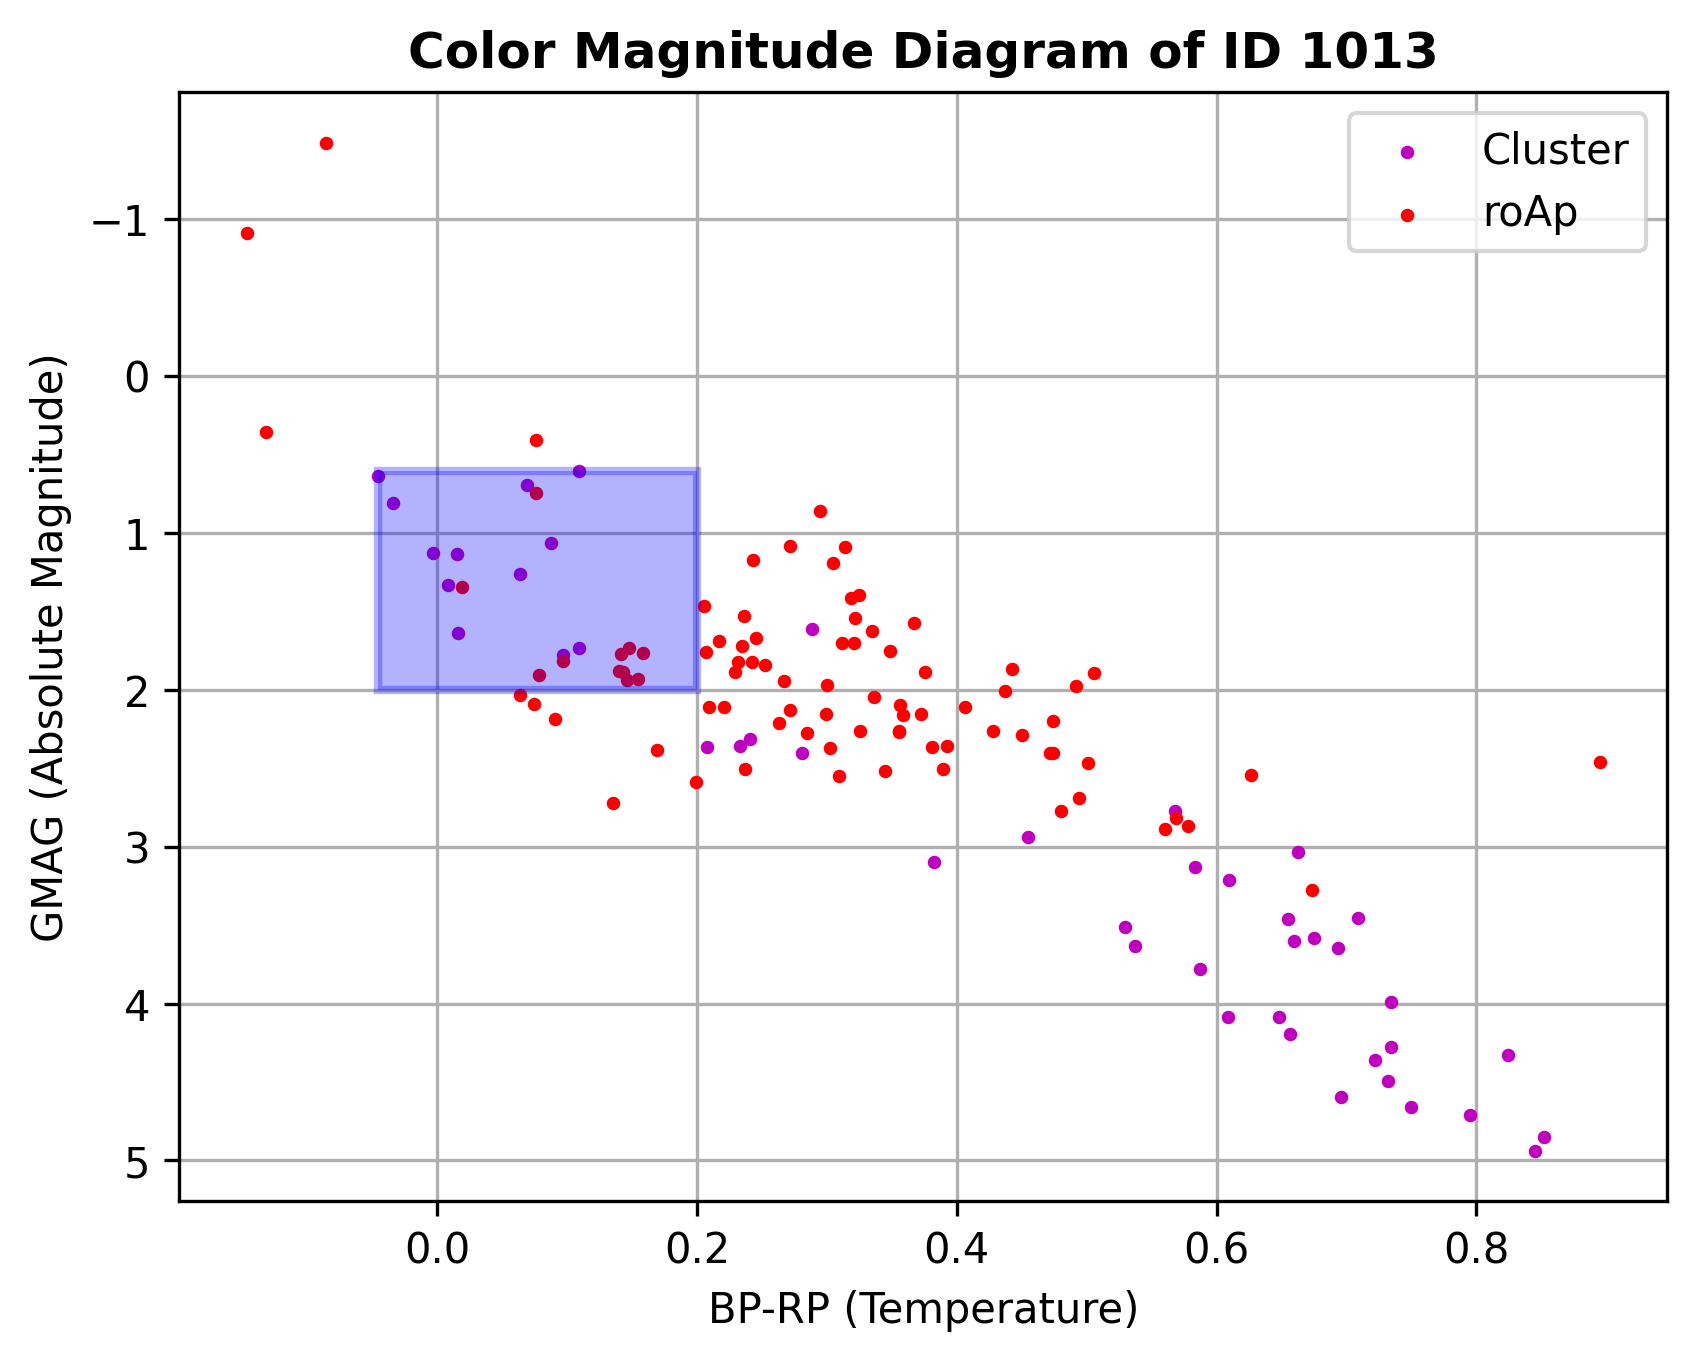 Color Magnitude Diagram of ID 1013
Cluster
roAp
GMAG (Absolute Magnitude)
−1
0
1
2
3
4
5
0.0 0.2 0.4 0.6 0.8
BP-RP (Temperature)